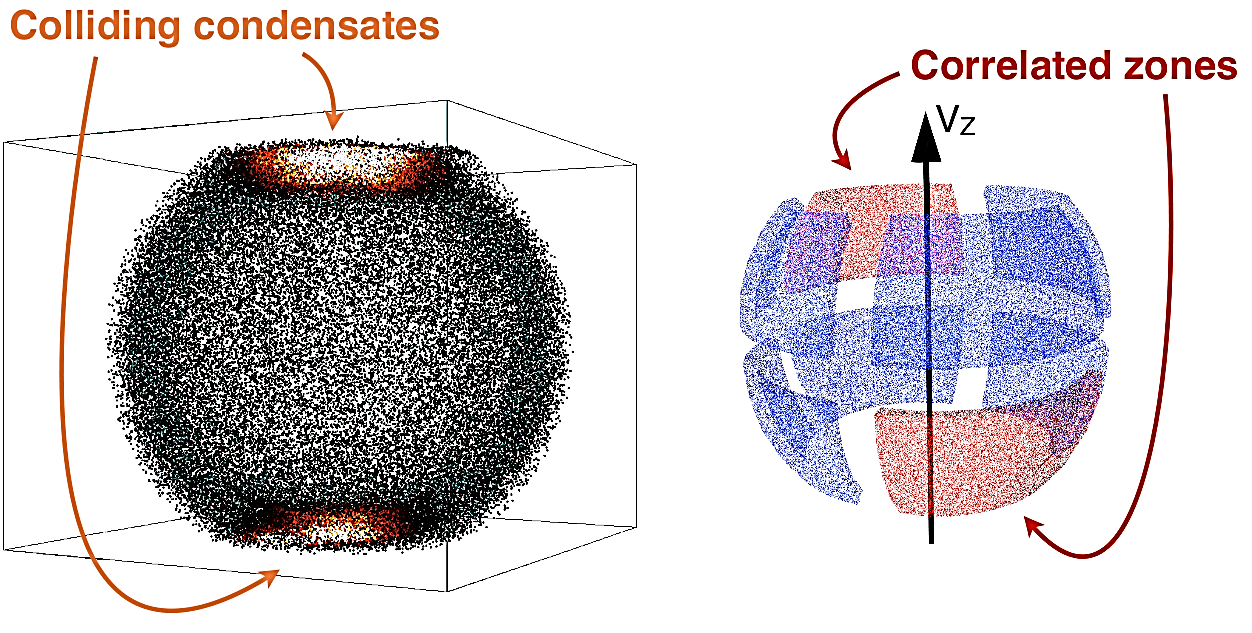 Colliding condensates
Correlated zones
Vz